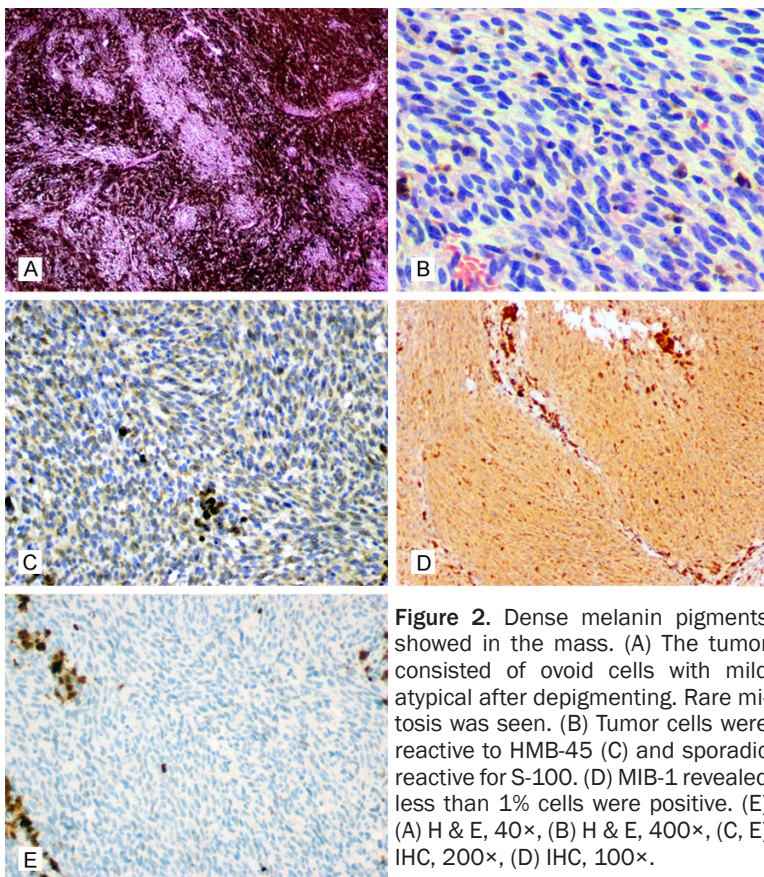 A
B
C
D
E
Figure 2. Dense melanin pigments
showed in the mass. (A) The tumor
consisted of ovoid cells with mild
atypical after depigmenting. Rare mi-
tosis was seen. (B) Tumor cells were
reactive to HMB-45 (C) and sporadic
reactive for S-100. (D) MIB-1 revealed
less than 1% cells were positive. (E)
(A) H & E, 40×, (B) H & E, 400×, (C, E)
IHC, 200×, (D) IHC, 100×.